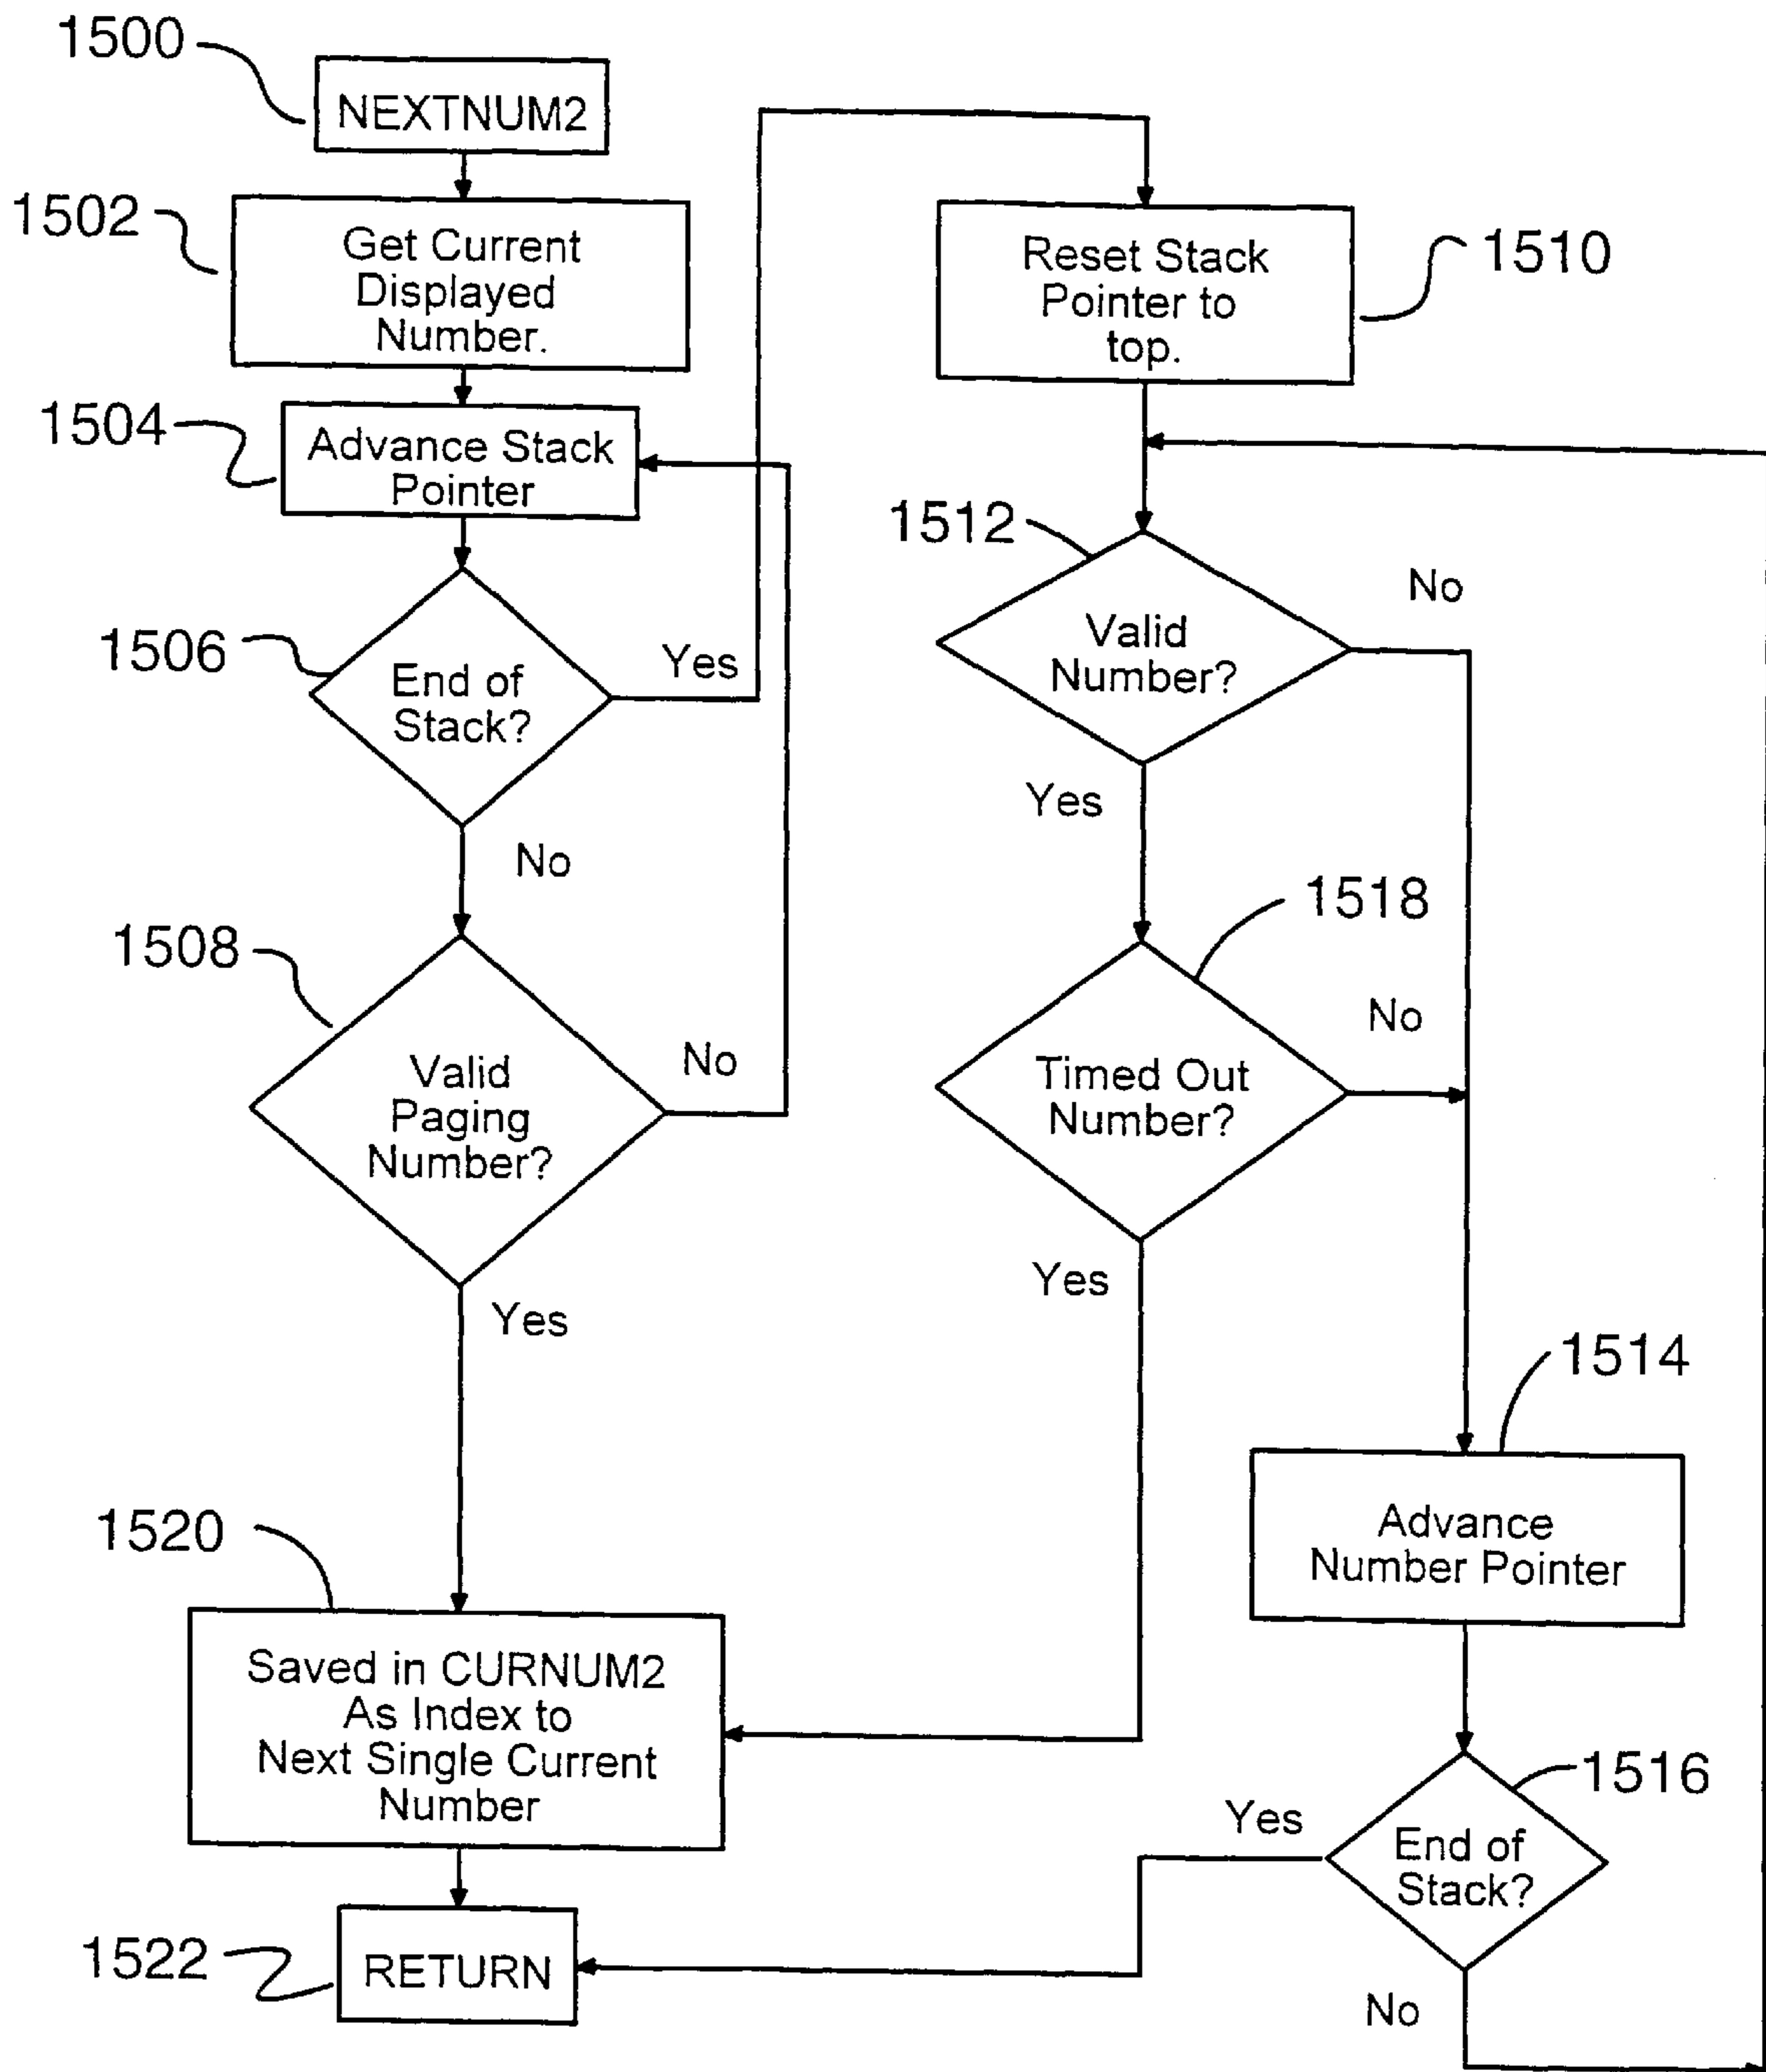 1500
NEXTNUM2
1502
Get Current
Displayed
Number.
1504
Advance Stack
Pointer
1506
End of
Stack?
Yes
No
1508
Valid
Paging
Number?
No
Yes
1520
Saved in CURNUM2
As Index to
Next Single Current
Number
1522
RETURN
Reset Stack
Pointer to
top.
1510
1512
Valid
Number?
No
Yes
1518
Timed Out
Number?
No
Yes
1514
Advance
Number Pointer
1516
End of
Stack?
Yes
No